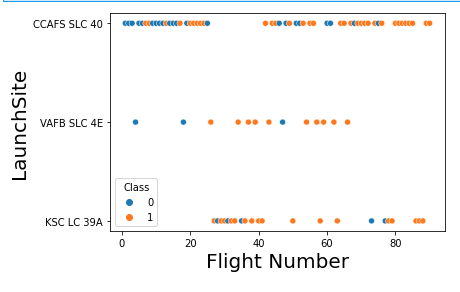 CCAFS SLC 40
VAFB SLC 4E
KSC LC 39A
LaunchSite
Class
0
1
0 20 40 60 80
Flight Number